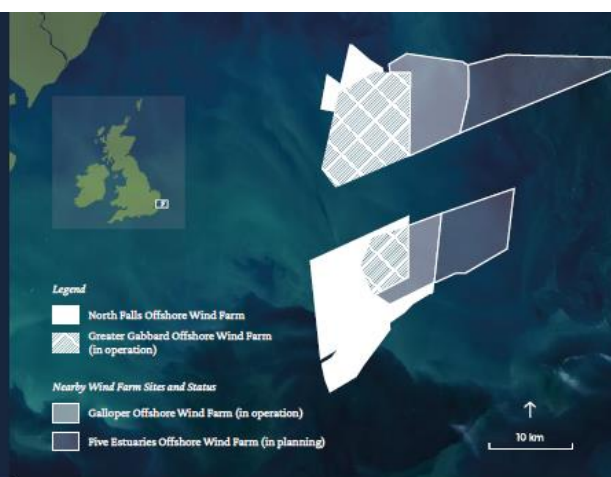 Legend
North Falls Offshore Wind Farm
Greater Gabbard Offshore Wind Farm
(in operation)
Nearby Wind Farm Sites and Status
Galloper Offshore Wind Farm (in operation)
Five Estuaries Offshore Wind Farm (in planning)
10 km